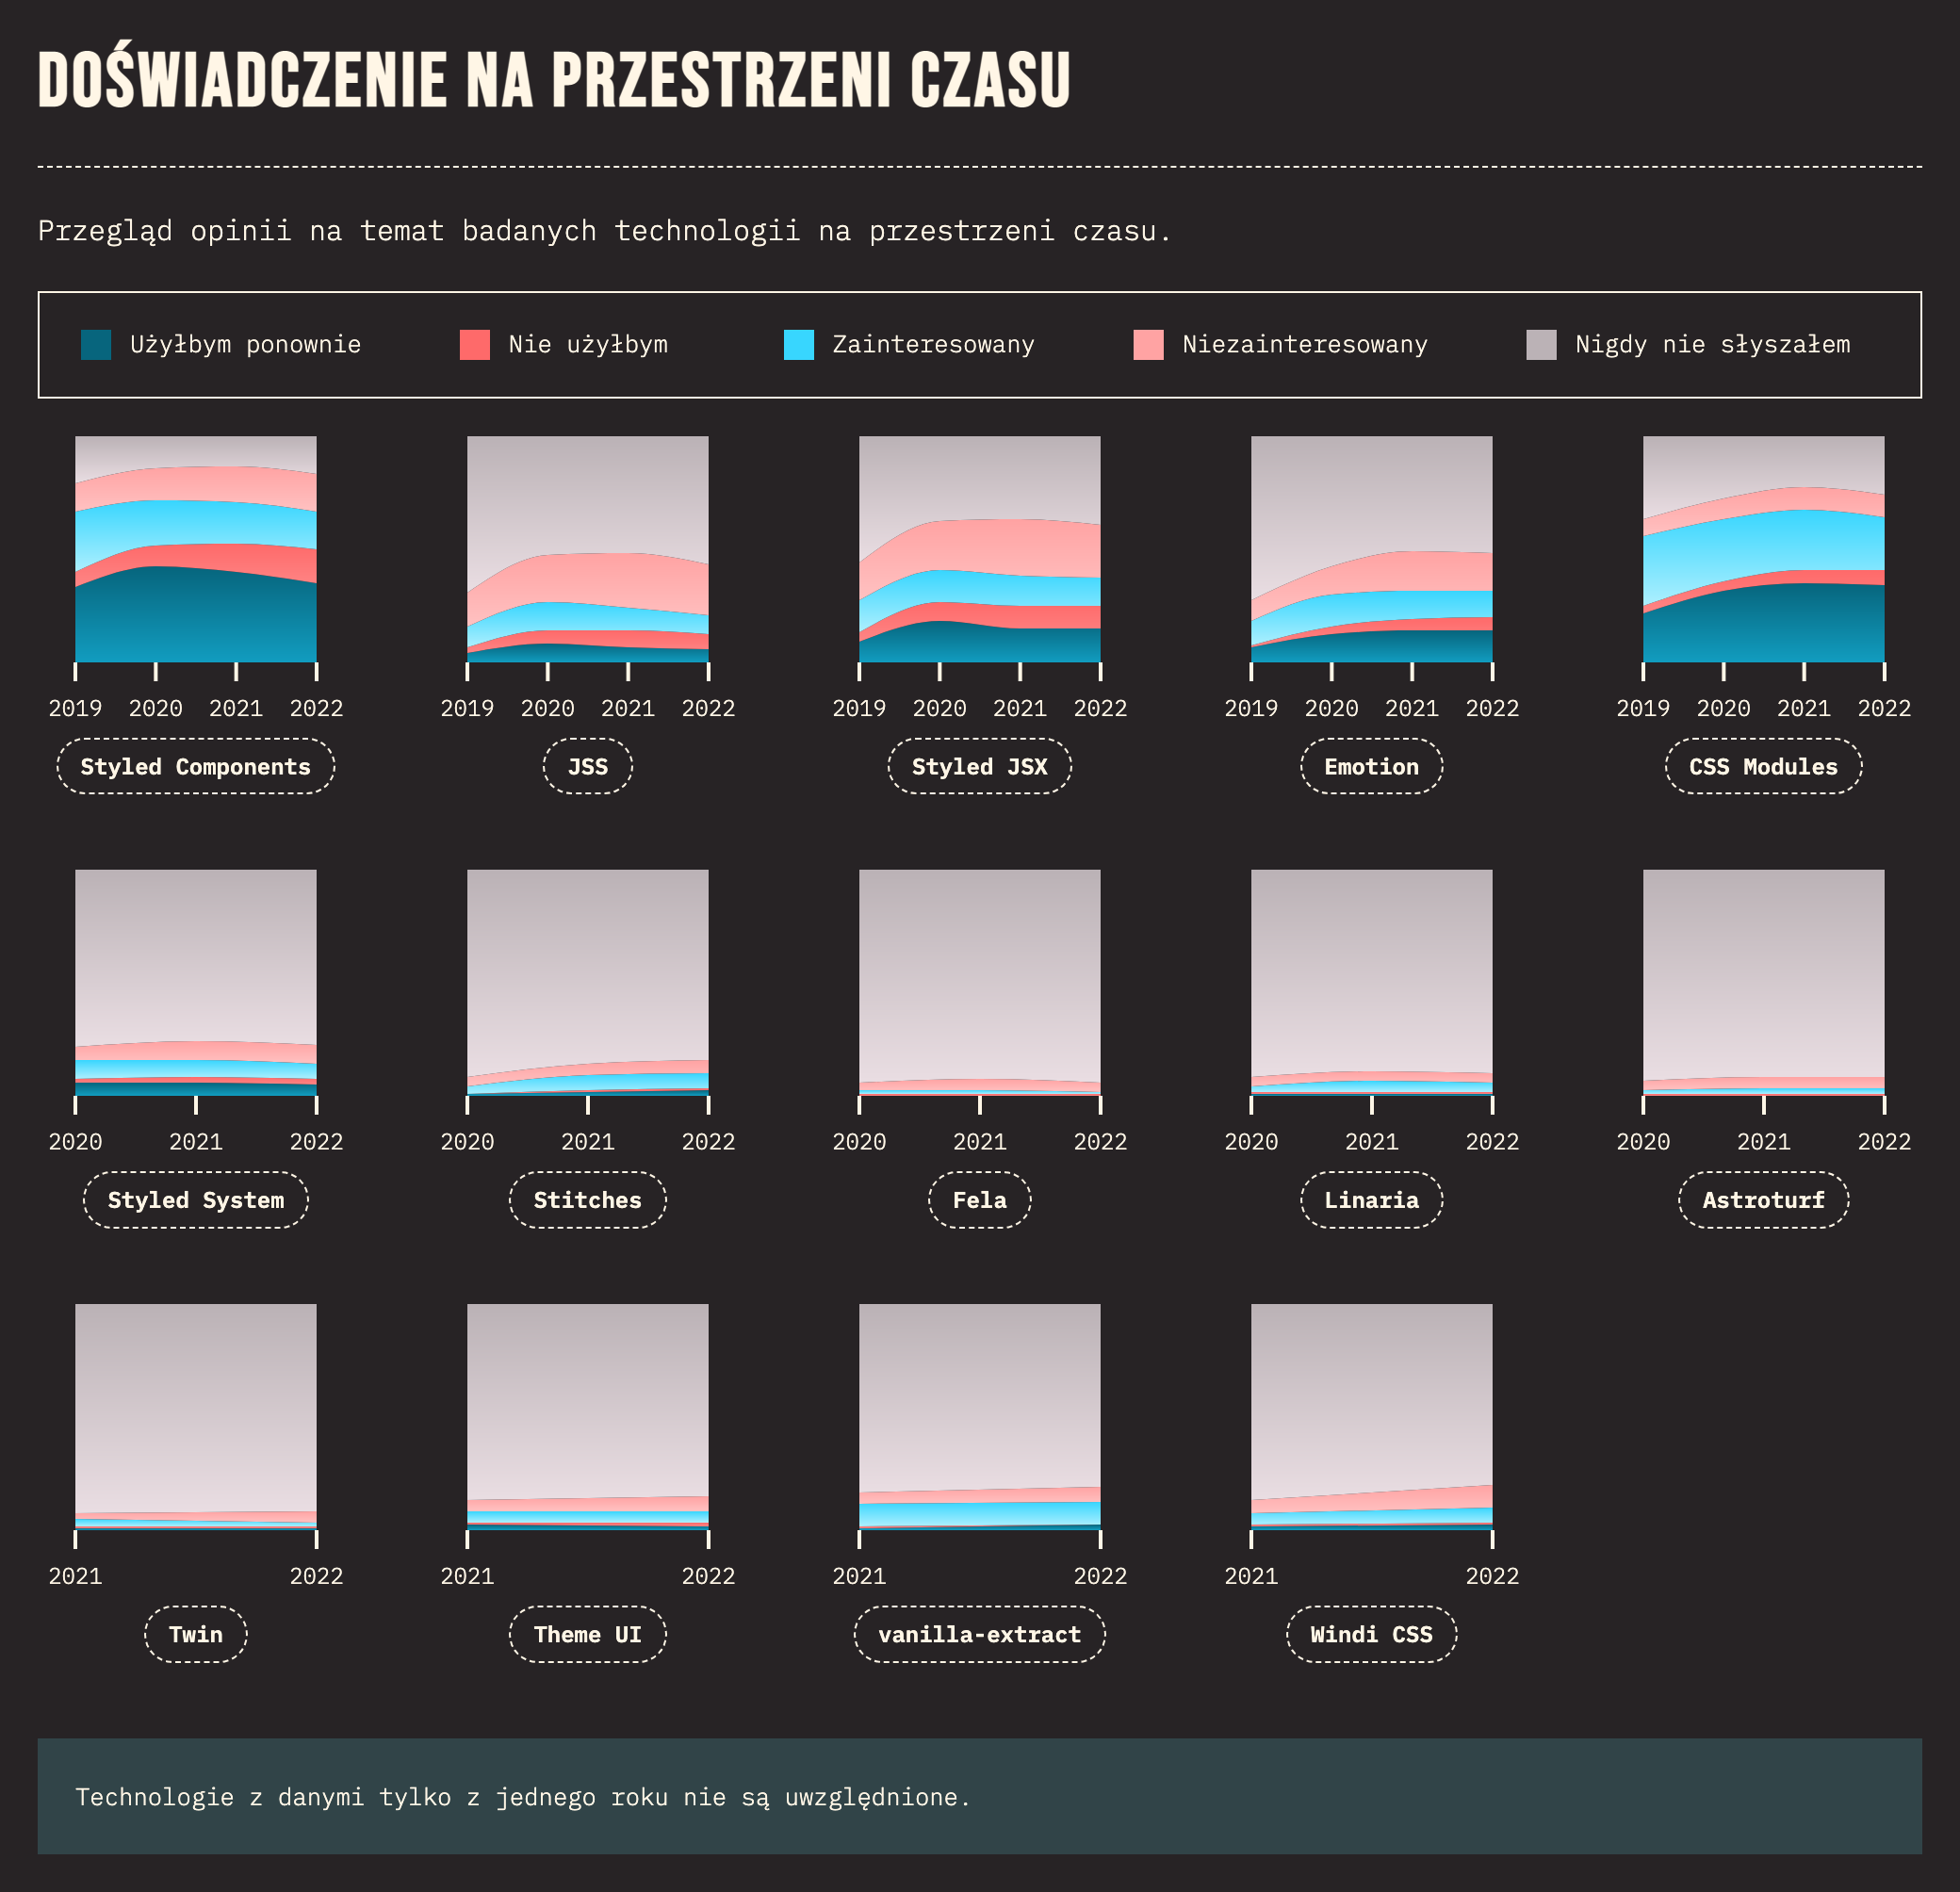 DOŚWIADCZENIE NA PRZESTRZENI CZASU
Przegląd opinii na temat badanych technologii na przestrzeni czasu.
Użyłbym ponownie Nie użyłbym Zainteresowany Niezainteresowany Nigdy nie słyszałem
2019 2020 2021 2022 2019 2020 2021 2022 2019 2020 2021 2022 2019 2020 2021 2022 2019 2020 2021 2022
Styled Components JSS Styled JSX Emotion CSS Modules
2020 2021 2022 2020 2021 2022 2020 2021 2022 2020 2021 2022 2020 2021 2022
Styled System Stitches Fela Linaria Astroturf
2021 2022 2021 2022 2021 2022 2021 2022
Twin Theme UI vanilla-extract Windi CSS
Technologie z danymi tylko z jednego roku nie są uwzględnione.